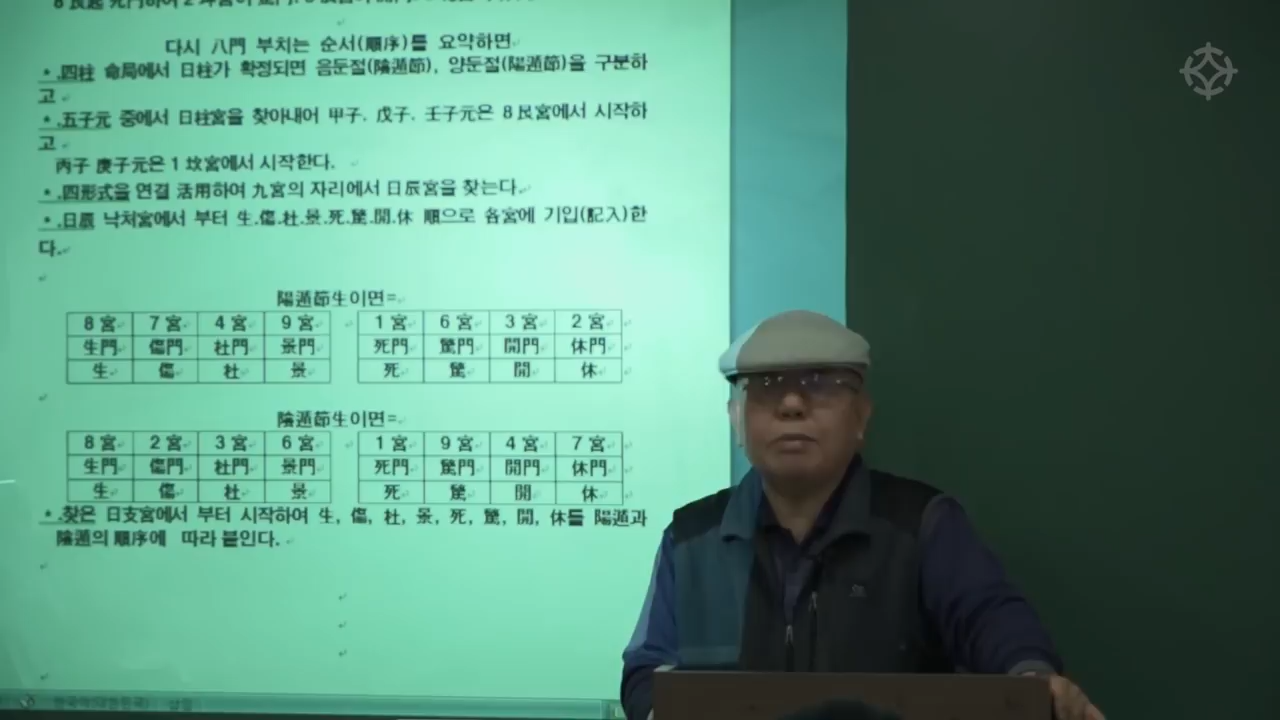 다시 八門 부치는 순서(順序)를 요약하면
*.四柱 命局에서 日柱가 확정되면 음둔절(陰遁節), 양둔절(陽遁節)을 구분하
고
*.五子元 중에서 日柱宮을 찾아내어 甲子. 戊子. 壬子元은 8 艮宮에서 시작하
고
丙子 庚子元은 1 坎宮에서 시작한다.
*.四形式을 연결 活用하여 九宮의 자리에서 日辰宮을 찾는다.
*.日辰 낙처宮에서 부터 生.傷.杜.景.死.驚.開.休 順으로 各宮에 기입(記入)한
다.
陽遁節生이면=
8 宮 7 宮 4 宮 9 宮 1 宮 6 宮 3 宮 2 宮
生門 傷門 杜門 景門 死門 驚門 開門 休門
生 傷 杜 景 死 驚 開 休
陰遁節生이면=
8 宮 2 宮 3 宮 6 宮 1 宮 9 宮 4 宮 7 宮
生門 傷門 杜門 景門 死門 驚門 開門 休門
生 傷 杜 景 死 驚 開 休
*.찾은 日支宮에서 부터 시작하여 生, 傷, 杜, 景, 死, 驚, 開, 休를 陽遁과
陰遁의 順序에 따라 붙인다.